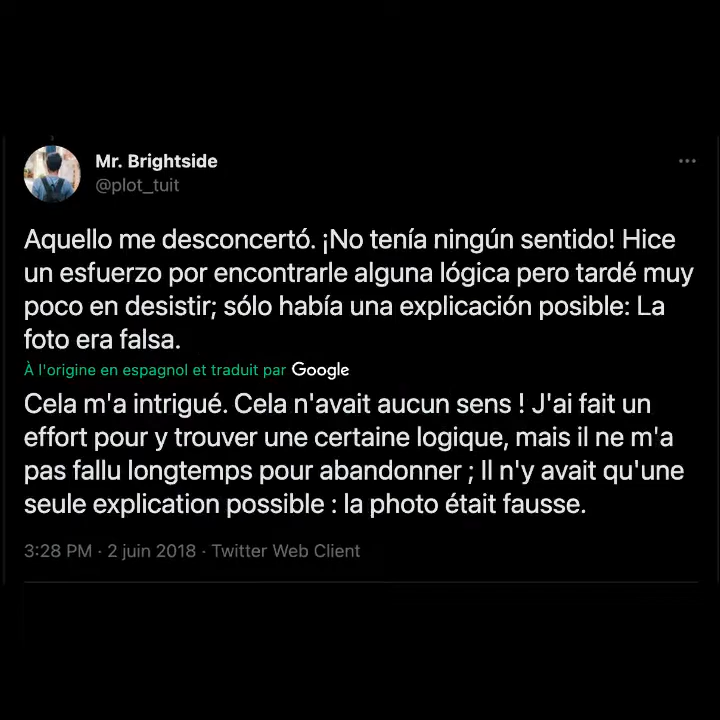 Mr. Brightside
@plot_tuit
Aquello me desconcertó. ¡No tenía ningún sentido! Hice
un esfuerzo por encontrarle alguna lógica pero tardé muy
poco en desistir; sólo había una explicación posible: La
foto era falsa.
À l'origine en espagnol et traduit par Google
Cela m'a intrigué. Cela n'avait aucun sens ! J'ai fait un
effort pour y trouver une certaine logique, mais il ne m'a
pas fallu longtemps pour abandonner ; Il n'y avait qu'une
seule explication possible : la photo était fausse.
3:28 PM · 2 juin 2018 · Twitter Web Client